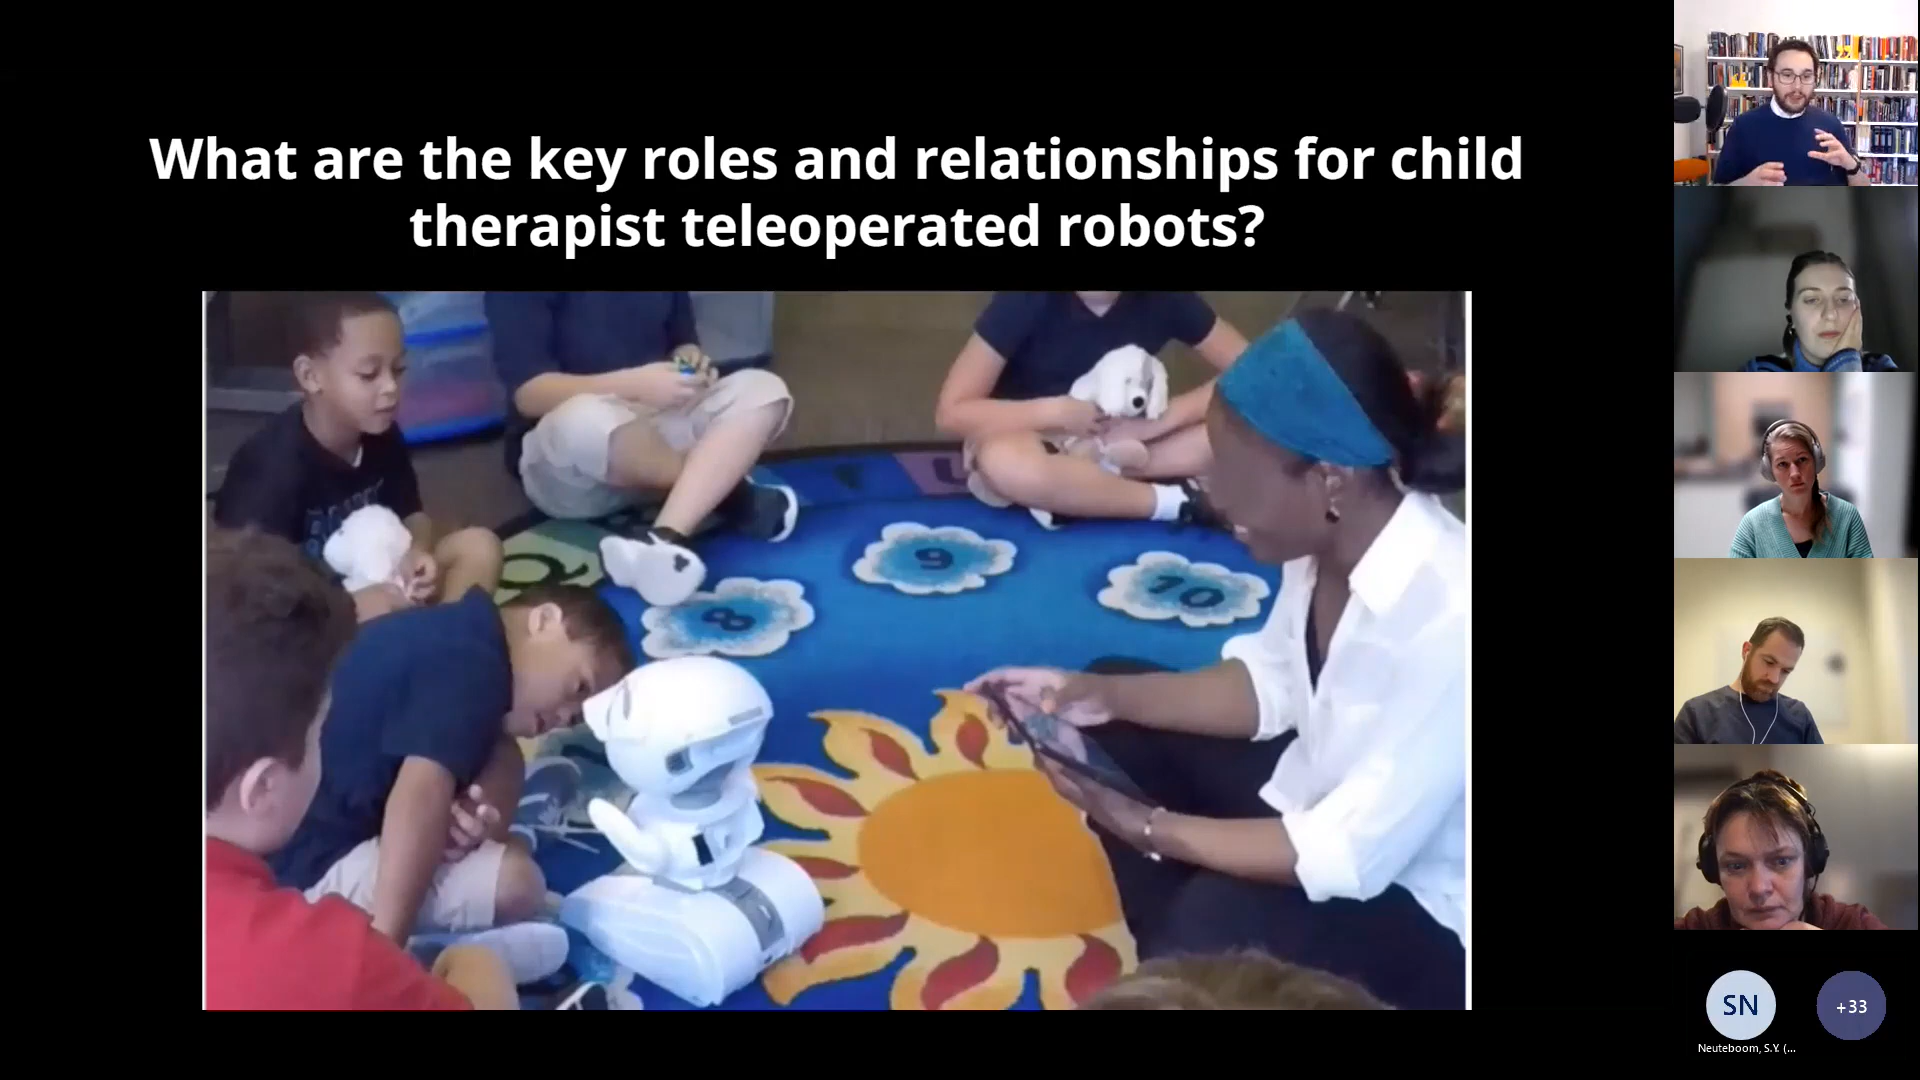 What are the key roles and relationships for child
therapist teleoperated robots?
9
10
8
SN
+33
Neuteboom, S.Y. (...